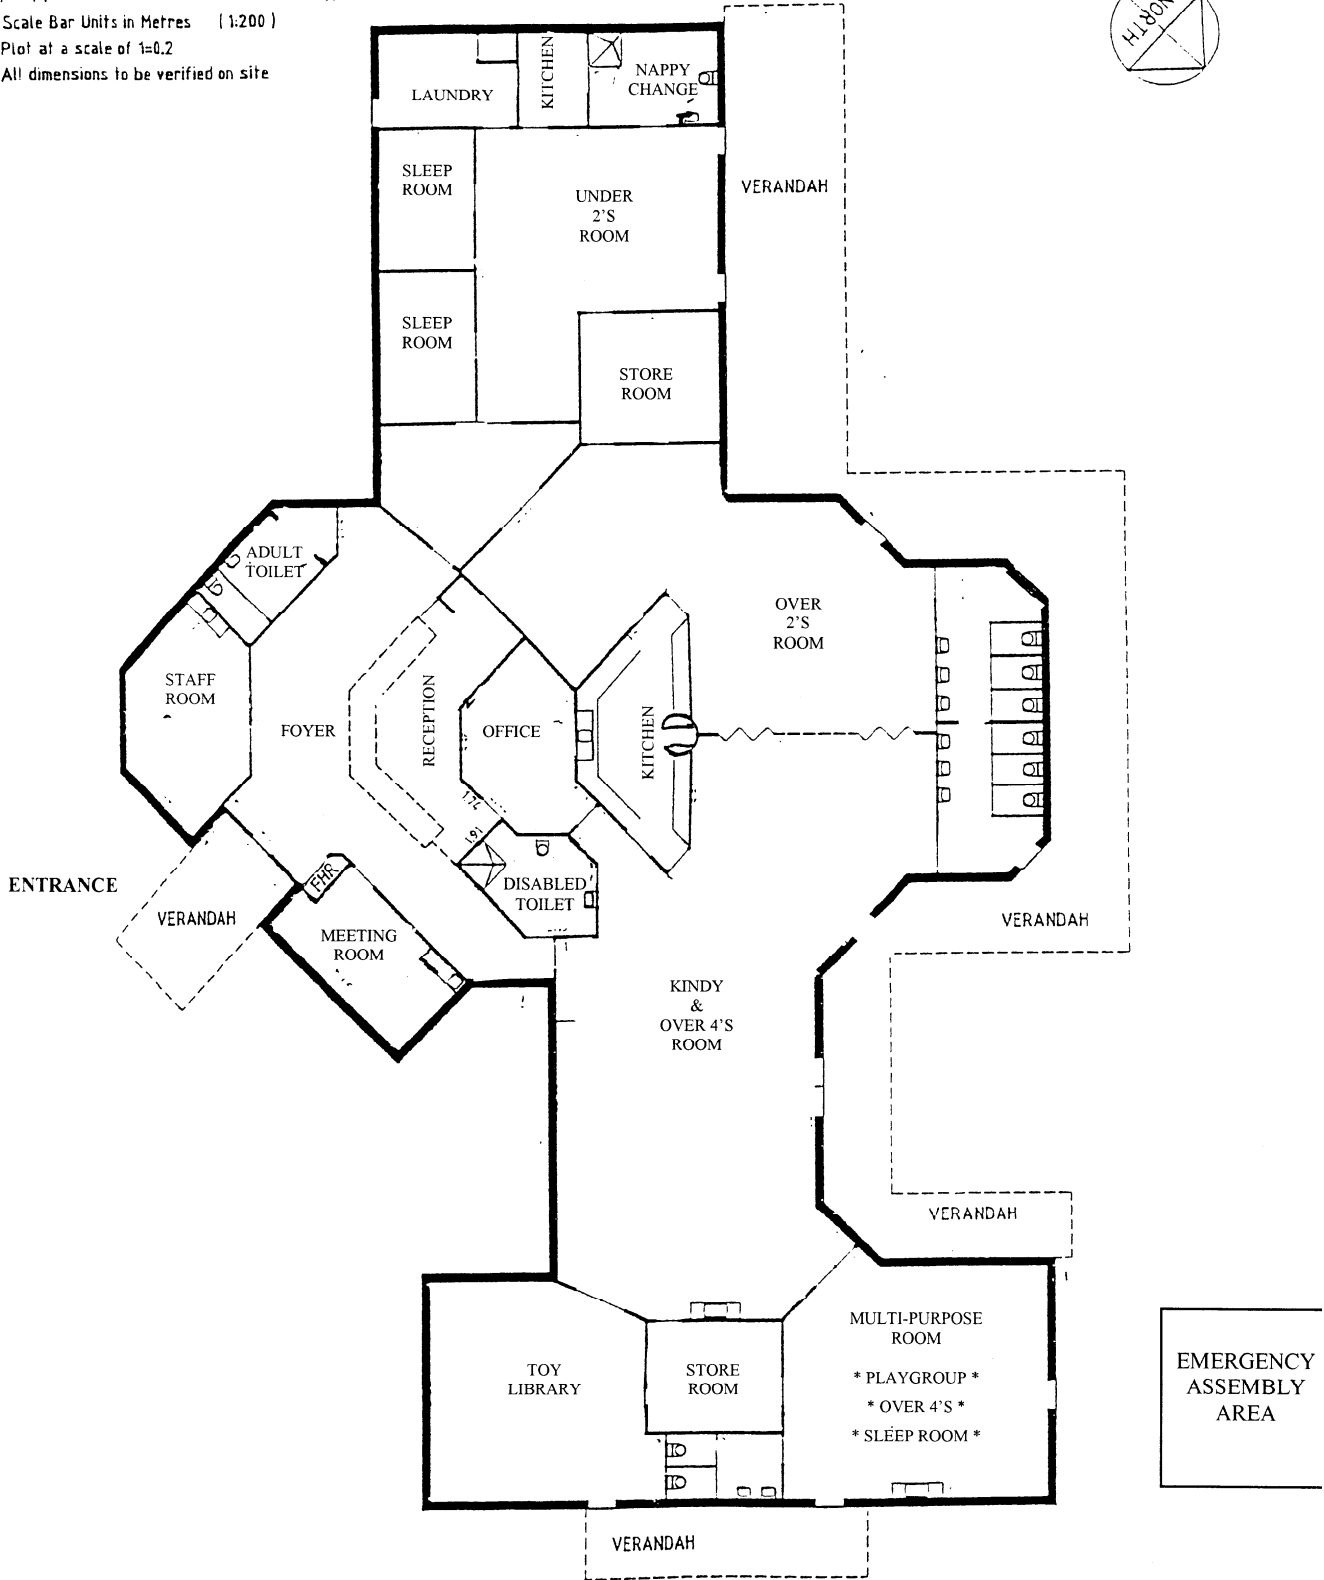 Scale Bar Units in Metres ( 1:200 )
Plot at a scale of 1=0.2
All dimensions to be verified on site
NORTH
LAUNDRY
KITCHEN
NAPPY
CHANGE
SLEEP
ROOM
UNDER
2'S
ROOM
VERANDAH
SLEEP
ROOM
STORE
ROOM
ADULT
TOILET
OVER
2'S
ROOM
STAFF
ROOM
FOYER
RECEPTION
OFFICE
KITCHEN
1.74
1.91
ENTRANCE
VERANDAH
FHR
DISABLED
TOILET
MEETING
ROOM
VERANDAH
KINDY
&
OVER 4'S
ROOM
VERANDAH
MULTI-PURPOSE
ROOM
* PLAYGROUP *
* OVER 4'S *
* SLEEP ROOM *
TOY
LIBRARY
STORE
ROOM
EMERGENCY
ASSEMBLY
AREA
VERANDAH